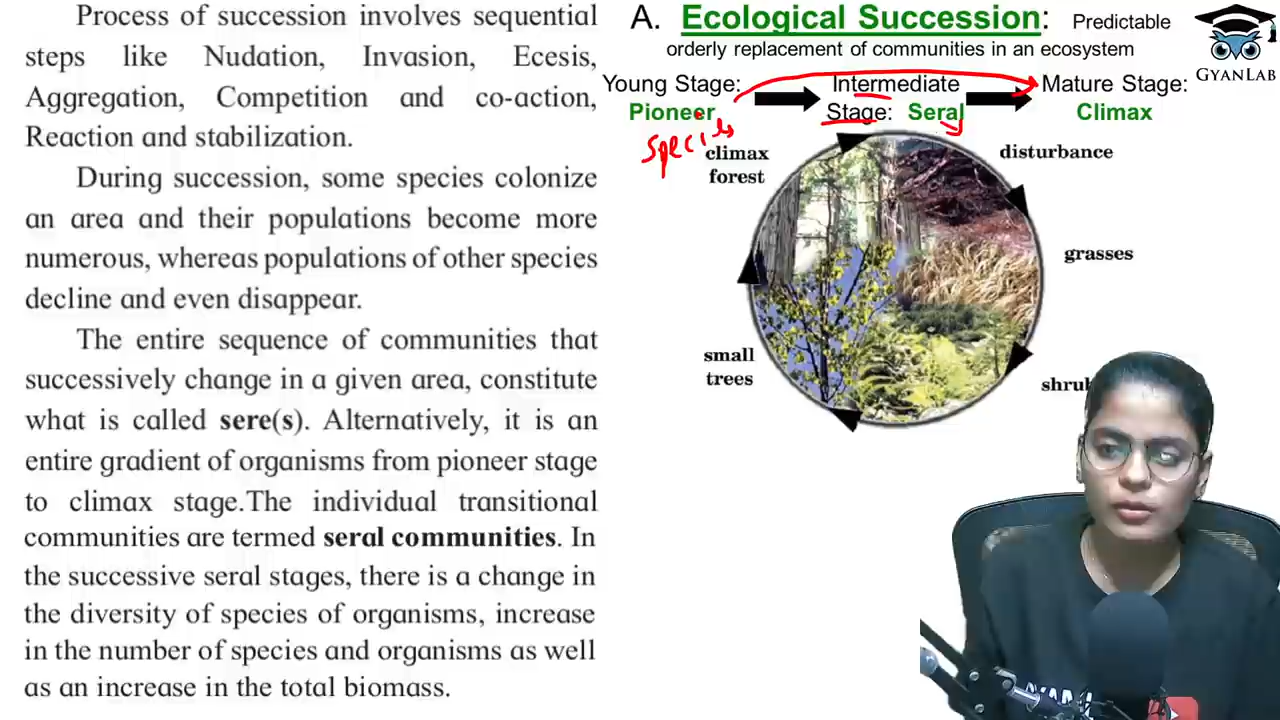 Process of succession involves sequential
steps like Nudation, Invasion, Ecesis,
Aggregation, Competition and co-action,
Reaction and stabilization.
During succession, some species colonize
an area and their populations become more
numerous, whereas populations of other species
decline and even disappear.
The entire sequence of communities that
successively change in a given area, constitute
what is called sere(s). Alternatively, it is an
entire gradient of organisms from pioneer stage
to climax stage.The individual transitional
communities are termed seral communities. In
the successive seral stages, there is a change in
the diversity of species of organisms, increase
in the number of species and organisms as well
as an increase in the total biomass.
A. Ecological Succession: Predictable
orderly replacement of communities in an ecosystem
GYANLAB
Young Stage:
Pioneer
Species
Intermediate
Stage: Seral
Mature Stage:
Climax
climax
forest
disturbance
grasses
small
trees